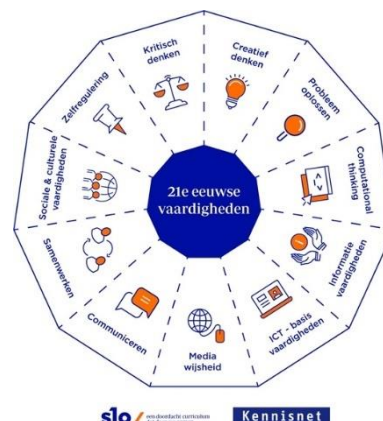 Kritisch
denken
Creatief
denken
Probleem
oplossen
Computational
thinking
Informatie
vaardigheden
ICT - basis
vaardigheden
Media
wijsheid
Communiceren
Samenwerken
Sociale & culturele
vaardigheden
Zelfregulering
21e eeuwse
vaardigheden
slo
Kennisnet